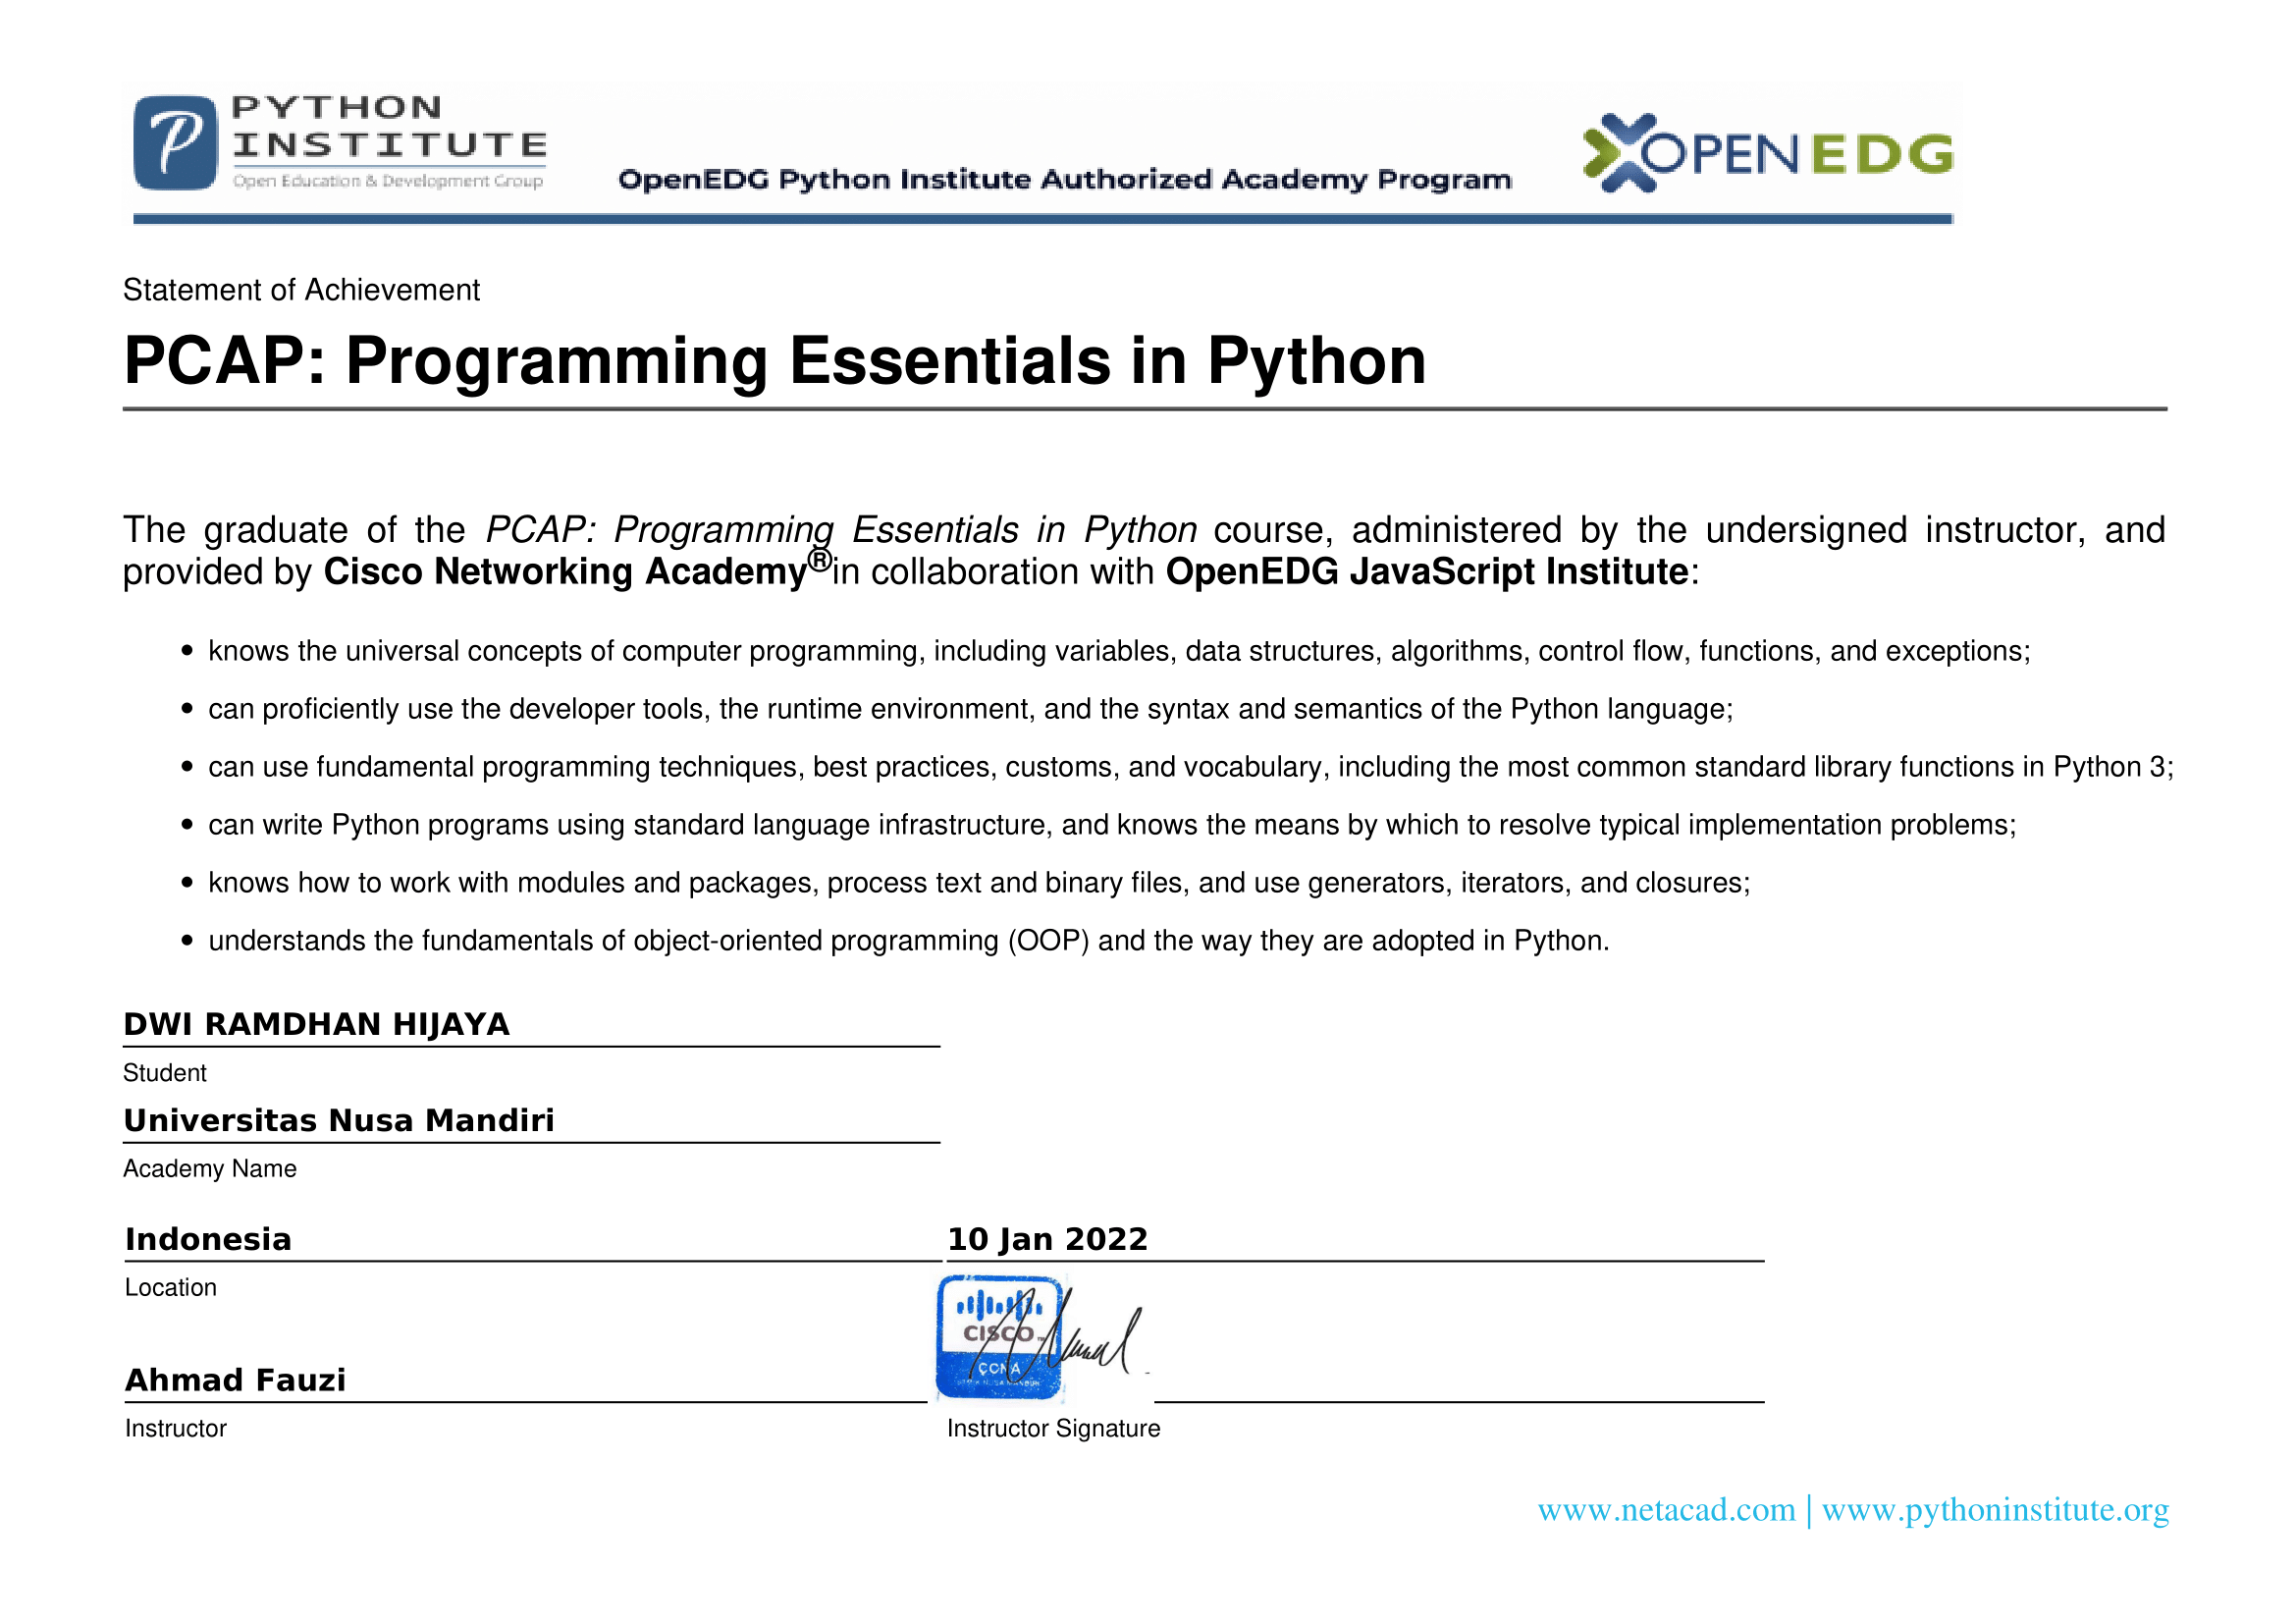 PYTHON
INSTITUTE
Open Education & Development Group
OpenEDG Python Institute Authorized Academy Program
OPENEDG
Statement of Achievement
PCAP: Programming Essentials in Python
The graduate of the PCAP: Programming Essentials in Python course, administered by the undersigned instructor, and
provided by Cisco Networking Academy® in collaboration with OpenEDG JavaScript Institute:
• knows the universal concepts of computer programming, including variables, data structures, algorithms, control flow, functions, and exceptions;
• can proficiently use the developer tools, the runtime environment, and the syntax and semantics of the Python language;
• can use fundamental programming techniques, best practices, customs, and vocabulary, including the most common standard library functions in Python 3;
• can write Python programs using standard language infrastructure, and knows the means by which to resolve typical implementation problems;
• knows how to work with modules and packages, process text and binary files, and use generators, iterators, and closures;
• understands the fundamentals of object-oriented programming (OOP) and the way they are adopted in Python.
DWI RAMDHAN HIJAYA
Student
Universitas Nusa Mandiri
Academy Name
Indonesia
10 Jan 2022
Location
CISCO
CCNA
Ahmad Fauzi
Instructor
Instructor Signature
www.netacad.com | www.pythoninstitute.org